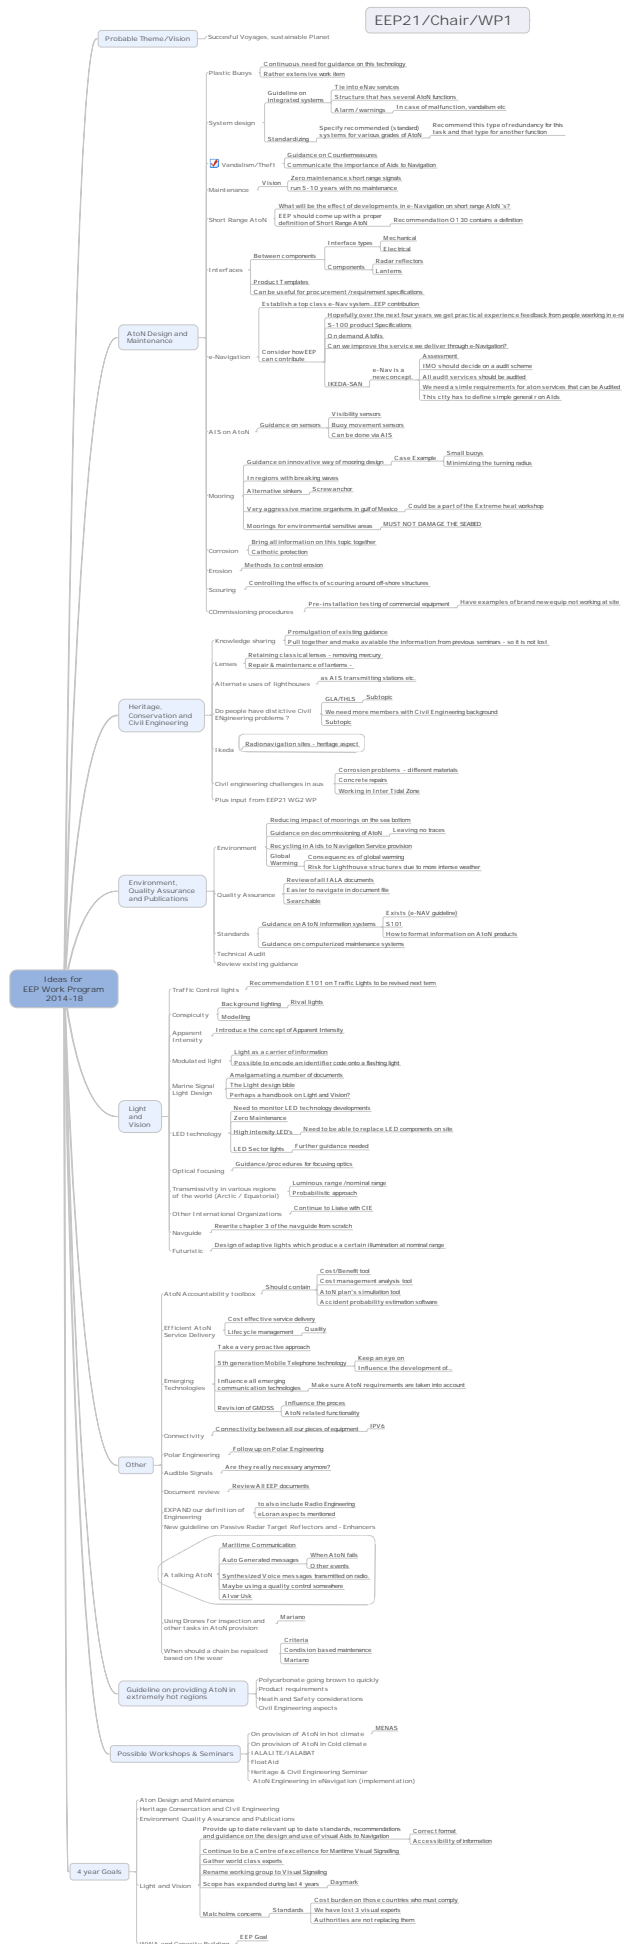 EEP21/Chair/WP1
Probable Theme/Vision
Succesful Voyages, sustainable Planet
Ideas for
EEP Work Program
2014-18
AtoN Design and
Maintenance
Plastic Buoys
Continuous need for guidance on this technology
Rather extensive work item
System design
Guideline on
integrated systems
Tie into eNav services
Structure that has several AtoN functions
Alarm / warnings
In case of malfunction, vandalism etc
Standardizing
Specify recommended (standard)
systems for various grades of AtoN
Recommend this type of redundancy for this
task and that type for another function
Vandalism/Theft
Guidance on Countermeasures
Communicate the importance of Aids to Navigation
Maintenance
Vision
Zero maintenance short range signals
run 5-10 years with no maintenance
Short Range AtoN
What will be the effect of developments in e-Navigation on short range AtoN's?
EEP should come up with a proper
definition of Short Range AtoN
Recommendation O130 contains a definition
Interfaces
Between components
Interface types
Mechanical
Electrical
Components
Radar reflectors
Lanterns
Product Templates
Can be useful for procurement /requirement specifications
e-Navigation
Establish a top class e-Nav system...EEP contribution
Consider how EEP
can contribute
Hopefully over the next four years we get practical experience feedback from people woorking in e-na
S-100 product Specifications
On demand AtoNs
Can we improve the service we deliver through e-Navigation?
IKEDA-SAN
e-Nav is a
new concept.
Assessment
IMO should decide on a audit scheme
All audit services should be audited
We need a simle requirements for aton services that can be Audited
This city has to define simple general r on AIds
AIS on AtoN
Guidance on sensors
Visibility sensors
Buoy movement sensors
Can be done via AIS
Mooring
Guidance on innovative way of mooring design
Case Example
Small buoys
Minimizing the turning radius
In regions with breaking waves
Alternative sinkers
Screw anchor
Very aggressive marine organisms in gulf of Mexico
Could be a part of the Extreme heat workshop
Moorings for environmental sensitive areas
MUST NOT DAMAGE THE SEABED
Corrosion
Bring all information on this topic together
Cathotic protection
Erosion
Methods to control erosion
Scouring
Controlling the effects of scouring around off-shore structures
COmmissioning procedures
Pre-installation testing of commercial equipment
Have examples of brand new equip not working at site
Heritage,
Conservation and
Civil Engineering
Knowledge sharing
Promulgation of existing guidance
Pull together and make avaiable the information from previous seminars - so it is not lost
Lenses
Retaining classical lenses - removing mercury
Repair & maintenance of lanterns -
Alternate uses of lighthouses
as AIS transmitting stations etc.
Do people have distictive Civil
ENgineering problems ?
GLA/THLS
Subtopic
We need more members with Civil Engineering background
Subtopic
Ikeda
Radionavigation sites - heritage aspect
Civil engineering challenges in aus
Corrosion problems - different materials
Concrete repairs
Working in Inter Tidal Zone
Plus input from EEP21 WG2 WP
Environment,
Quality Assurance
and Publications
Environment
Reducing impact of moorings on the sea bottom
Guidance on decommissioning of AtoN
Leaving no traces
Recycling in Aids to Navigation Service provision
Global
Warming
Consequences of global warming
Risk for Lighthouse structures due to more intense weather
Quality Assurance
Review of all IALA documents
Easier to navigate in document file
Searchable
Standards
Guidance on AtoN information systems
Exists (e-NAV guideline)
S101
How to format information on AtoN products
Guidance on computerized maintenance systems
Technical Audit
Review existing guidance
Light
and
Vision
Traffic Control lights
Recommendation E101 on Traffic Lights to be revised next term
Conspicuity
Background lighting
Rival lights
Modelling
Apparent
Intensity
Introduce the concept of Apparent Intensity
Modulated light
Light as a carrier of information
Possible to encode an identifier code onto a flashing light
Marine Signal
Light Design
Amalgamating a number of documents
The Light design bible
Perhaps a handbook on Light and Vision?
LED technology
Need to monitor LED technology developments
Zero Maintenance
High intensity LED's
Need to be able to replace LED components on site
LED Sector lights
Further guidance needed
Optical focusing
Guidance/procedures for focusing optics
Transmissivity in various regions
of the world (Arctic / Equatorial)
Luminous range /nominal range
Probabilistic approach
Other International Organizations
Continue to Liaise with CIE
Navguide
Rewrite chapter 3 of the navguide from scratch
Futuristic
Design of adaptive lights which produce a certain illumination at nominal range
Other
AtoN Accountability toolbox
Should contain
Cost/Benefit tool
Cost management analysis tool
AtoN plan's simulation tool
Accident probability estimation software
Efficient AtoN
Service Delivery
Cost effective service delivery
Lifecycle management
Quality
Emerging
Technologies
Take a very proactive approach
5th generation Mobile Telephone technology
Keep an eye on
Influence the development of...
Influence all emerging
communication technologies
Make sure AtoN requirements are taken into account
Revision of GMDSS
Influence the proces
AtoN related functionality
Connectivity
Connectivity between all our pieces of equipment
IPV6
Polar Engineering
Follow up on Polar Engineering
Audible Signals
Are they really necessary anymore?
Document review
Review All EEP documents
EXPAND our definition of
Engineering
to also include Radio Engineering
eLoran aspects mentioned
New guideline on Passive Radar Target Reflectors and - Enhancers
A talking AtoN
Maritime Communication
Auto Generated messages
When AtoN fails
Other events
Synthesized Voice messages transmitted on radio.
Maybe using a quality control somewhere
Alvar Usk
Using Drones for inspection and
other tasks in AtoN provision
Mariano
When should a chain be repalced
based on the wear
Criteria
Condision based maintenance
Mariano
Guideline on providing AtoN in
extremely hot regions
Polycarbonate going brown to quickly
Product requirements
Heath and Safety considerations
Civil Engineering aspects
Possible Workshops & Seminars
On provision of AtoN in hot climate
MENAS
On provision of AtoN in Cold climate
IALALITE/IALABAT
FloatAid
Heritage & Civil Engineering Seminar
AtoN Engineering in eNavigation (implementation)
4 year Goals
Aton Design and Maintenance
Heritage Consercation and Civil Engineering
Environment Quality Assurance and Publications
Light and Vision
Provide up to date relevant up to date standards, recommendations
and guidance on the design and use of visual Aids to Navigation
Correct format
Accessibility of information
Continue to be a Centre of excellence for Maritime Visual Signalling
Gather world class experts
Rename working group to Visual Signaling
Scope has expanded during last 4 years
Daymark
Malcholms concerns
Standards
Cost burden on those countries who must comply
We have lost 3 visual experts
Authorities are not replacing them
WWA and Capacity Building
EEP Goal